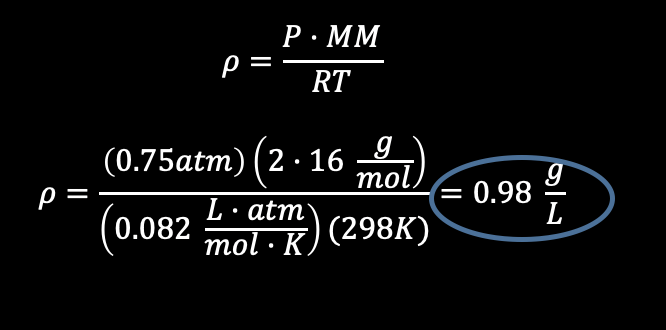 ρ = P · MM / RT
ρ = (0.75atm) (2 · 16 g/mol) / (0.082 L · atm/mol · K) (298K) = 0.98 g/L